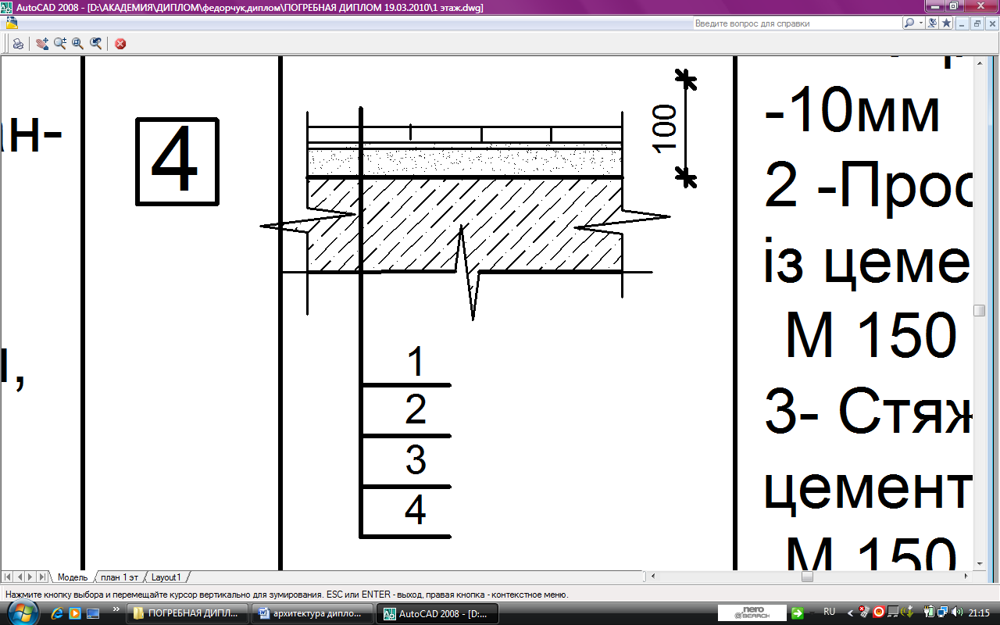 AutoCAD 2008 - [D:\АКАДЕМИЯ\ДИПЛОМ\федорчук,диплом\ПОГРЕБНАЯ ДИПЛОМ 19.03.2010\1 этаж.dwg]
Введите вопрос для справки
ан-
4
100
1
2
3
4
-10мм
2 -Прос
із цеме
М 150
3- Стяж
цемент
М 150
Модель
план 1 эт
Layout1
Нажмите кнопку выбора и перемещайте курсор вертикально для зумирования. ESC или ENTER - выход, правая кнопка - контекстное меню.
ПОГРЕБНАЯ ДИПЛ...
архитектура дипло...
AutoCAD 2008 - [D:...
nero
SEARCH
RU
21:15